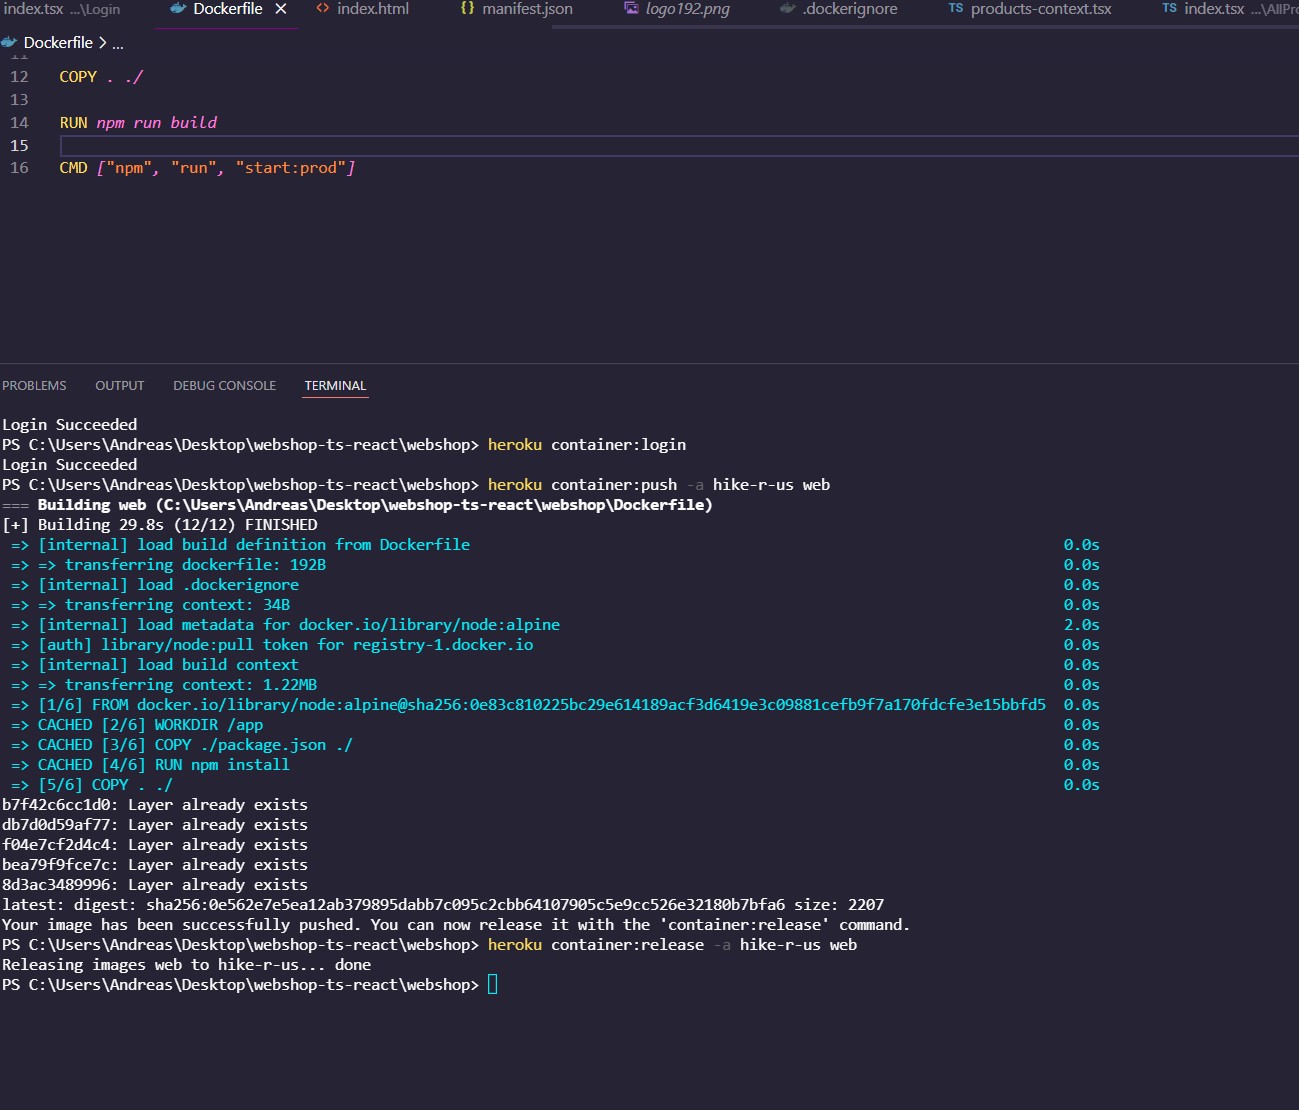 index.tsx ...\Login Dockerfile index.html manifest.json logo192.png .dockerignore TS products-context.tsx TS index.tsx ...\AllPro
Dockerfile > ...
11
12 COPY . ./
13
14 RUN npm run build
15
16 CMD ["npm", "run", "start:prod"]
PROBLEMS OUTPUT DEBUG CONSOLE TERMINAL
Login Succeeded
PS C:\Users\Andreas\Desktop\webshop-ts-react\webshop> heroku container:login
Login Succeeded
PS C:\Users\Andreas\Desktop\webshop-ts-react\webshop> heroku container:push -a hike-r-us web
=== Building web (C:\Users\Andreas\Desktop\webshop-ts-react\webshop\Dockerfile)
[+] Building 29.8s (12/12) FINISHED
=> [internal] load build definition from Dockerfile 0.0s
=> => transferring dockerfile: 192B 0.0s
=> [internal] load .dockerignore 0.0s
=> => transferring context: 34B 0.0s
=> [internal] load metadata for docker.io/library/node:alpine 2.0s
=> [auth] library/node:pull token for registry-1.docker.io 0.0s
=> [internal] load build context 0.0s
=> => transferring context: 1.22MB 0.0s
=> [1/6] FROM docker.io/library/node:alpine@sha256:0e83c810225bc29e614189acf3d6419e3c09881cefb9f7a170fdcfe3e15bbfd5 0.0s
=> CACHED [2/6] WORKDIR /app 0.0s
=> CACHED [3/6] COPY ./package.json ./ 0.0s
=> CACHED [4/6] RUN npm install 0.0s
=> [5/6] COPY . ./ 0.0s
b7f42c6cc1d0: Layer already exists
db7d0d59af77: Layer already exists
f04e7cf2d4c4: Layer already exists
bea79f9fce7c: Layer already exists
8d3ac3489996: Layer already exists
latest: digest: sha256:0e562e7e5ea12ab379895dabb7c095c2cbb64107905c5e9cc526e32180b7bfa6 size: 2207
Your image has been successfully pushed. You can now release it with the 'container:release' command.
PS C:\Users\Andreas\Desktop\webshop-ts-react\webshop> heroku container:release -a hike-r-us web
Releasing images web to hike-r-us... done
PS C:\Users\Andreas\Desktop\webshop-ts-react\webshop>